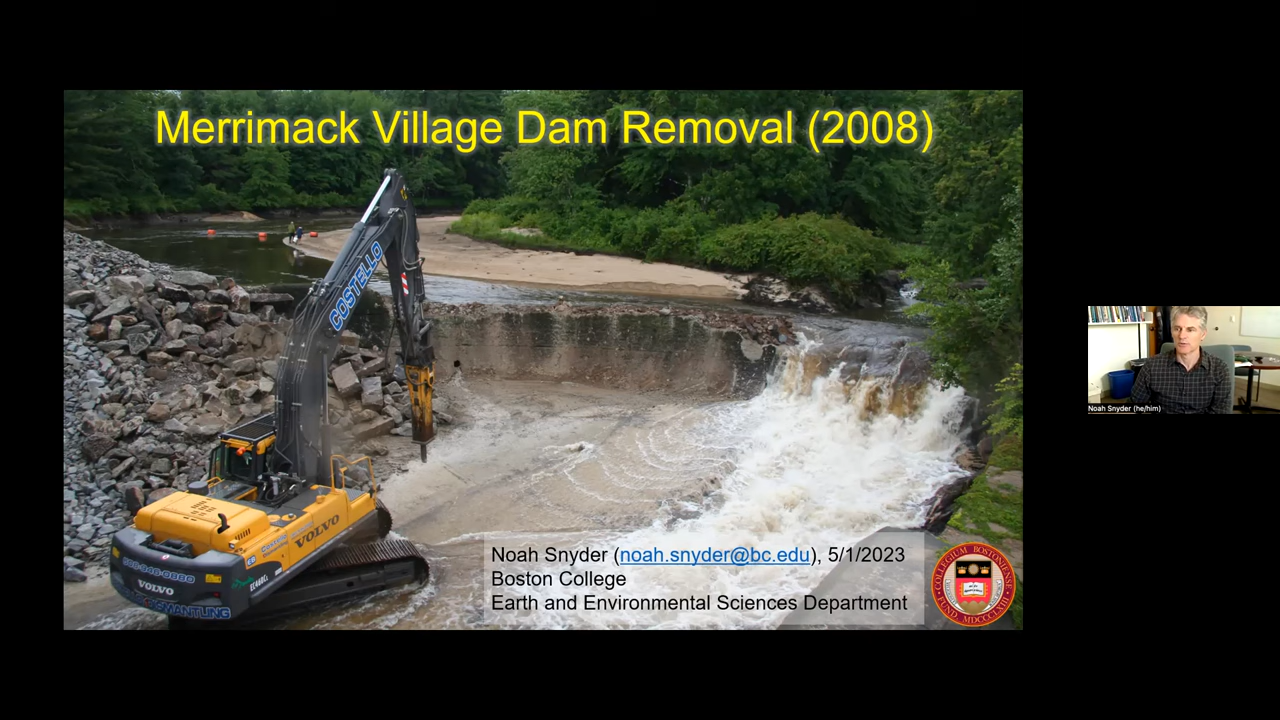 Merrimack Village Dam Removal (2008)
COSTELLO
VOLVO
VOLVO
Noah Snyder (noah.snyder@bc.edu), 5/1/2023
Boston College
Earth and Environmental Sciences Department
Noah Snyder (he/him)